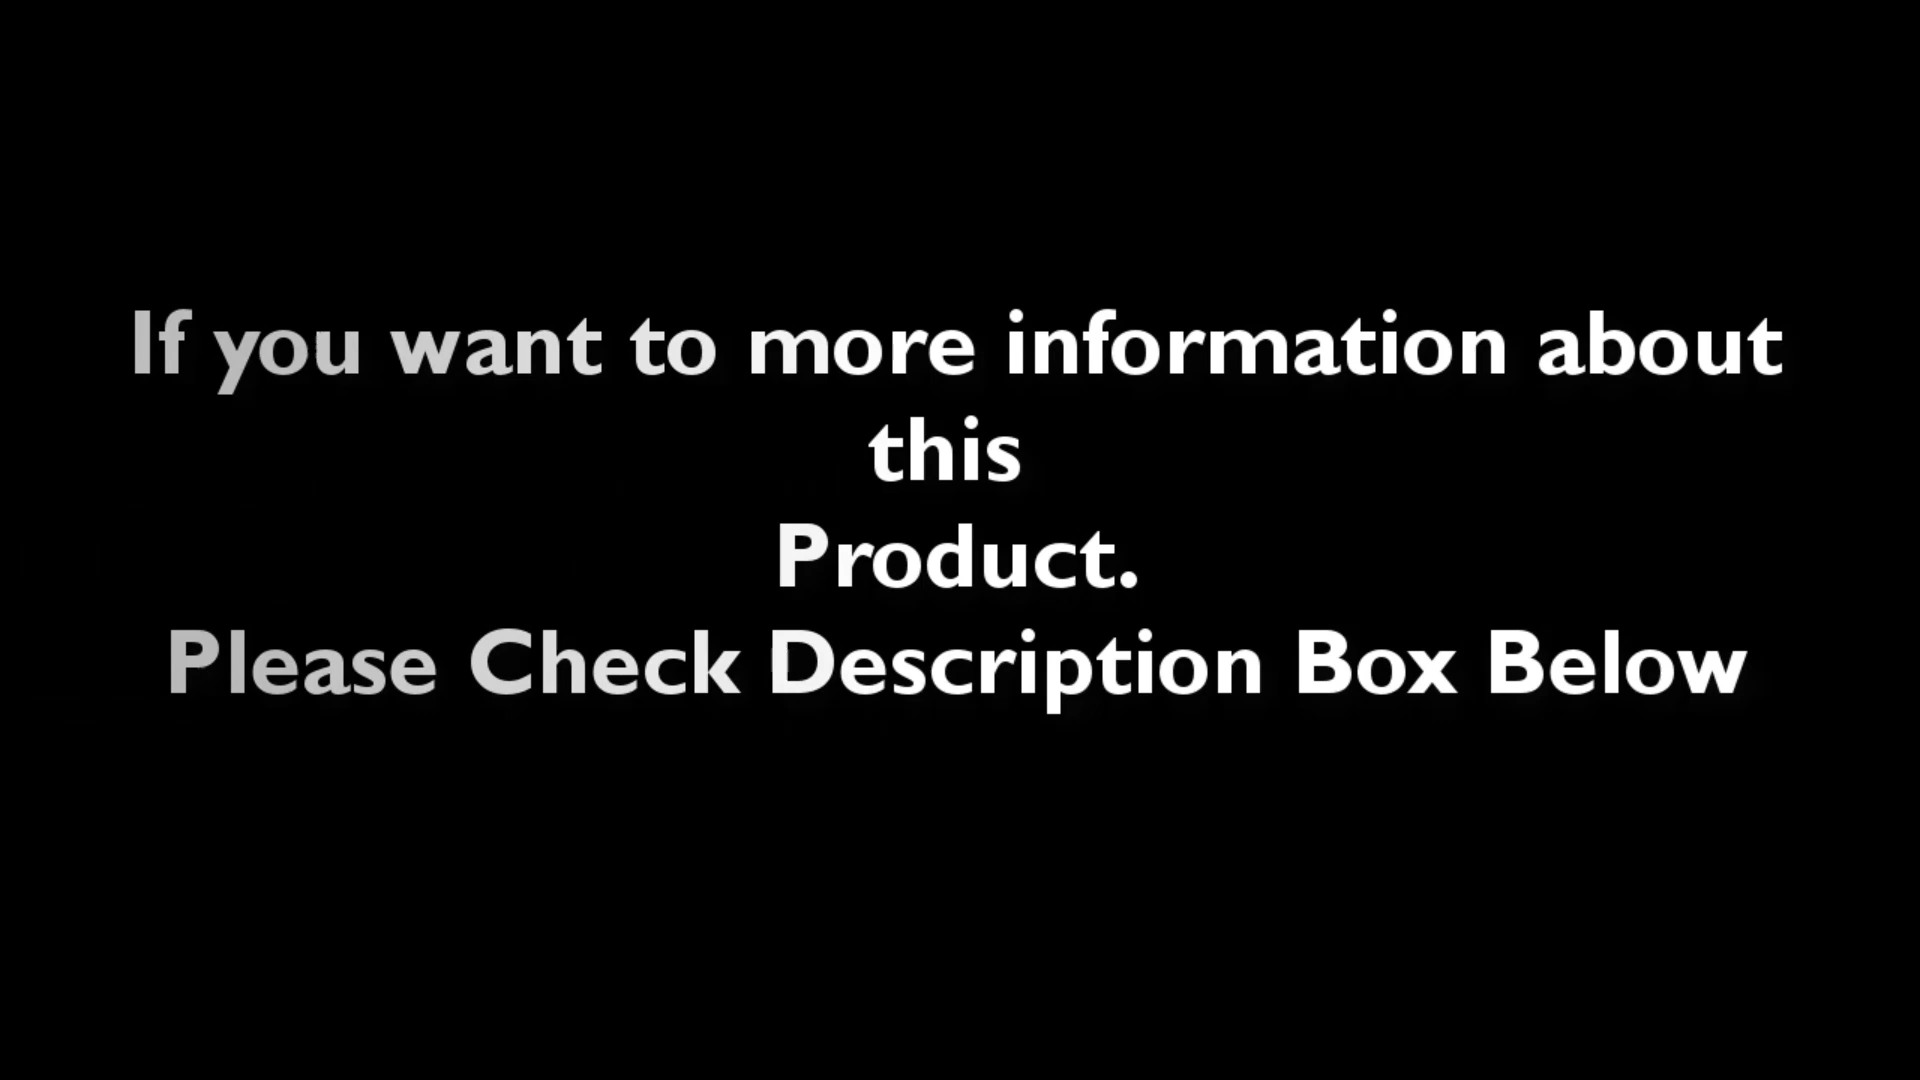 If you want to more information about
this
Product.
Please Check Description Box Below